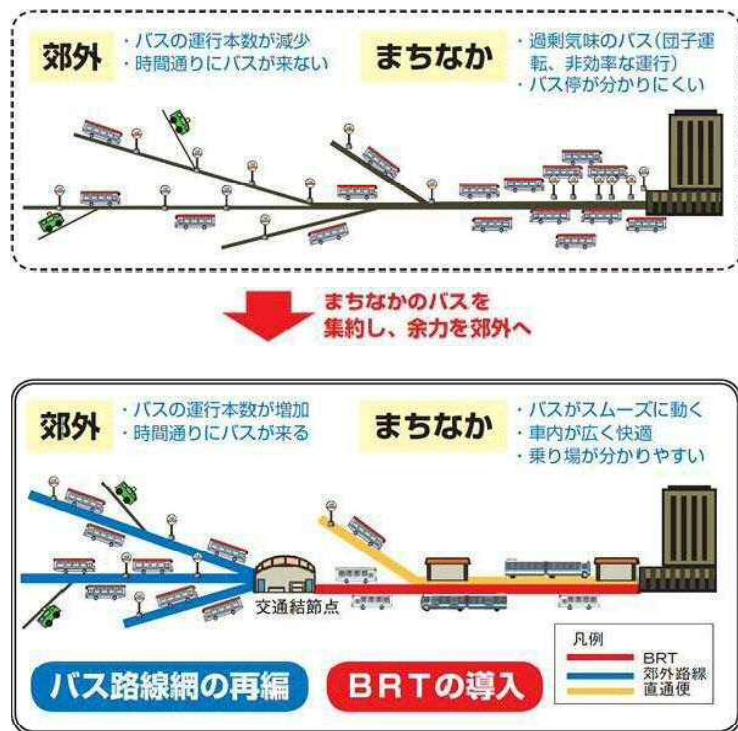 郊外
・バスの運行本数が減少
・時間通りにバスが来ない
まちなか
・過剰気味のバス(団子運
転、非効率な運行)
・バス停が分かりにくい
まちなかのバスを
集約し、余力を郊外へ
郊外
・バスの運行本数が増加
・時間通りにバスが来る
まちなか
・バスがスムーズに動く
・車内が広く快適
・乗り場が分かりやすい
交通結節点
凡例
BRT
郊外路線
直通便
バス路線網の再編
BRTの導入